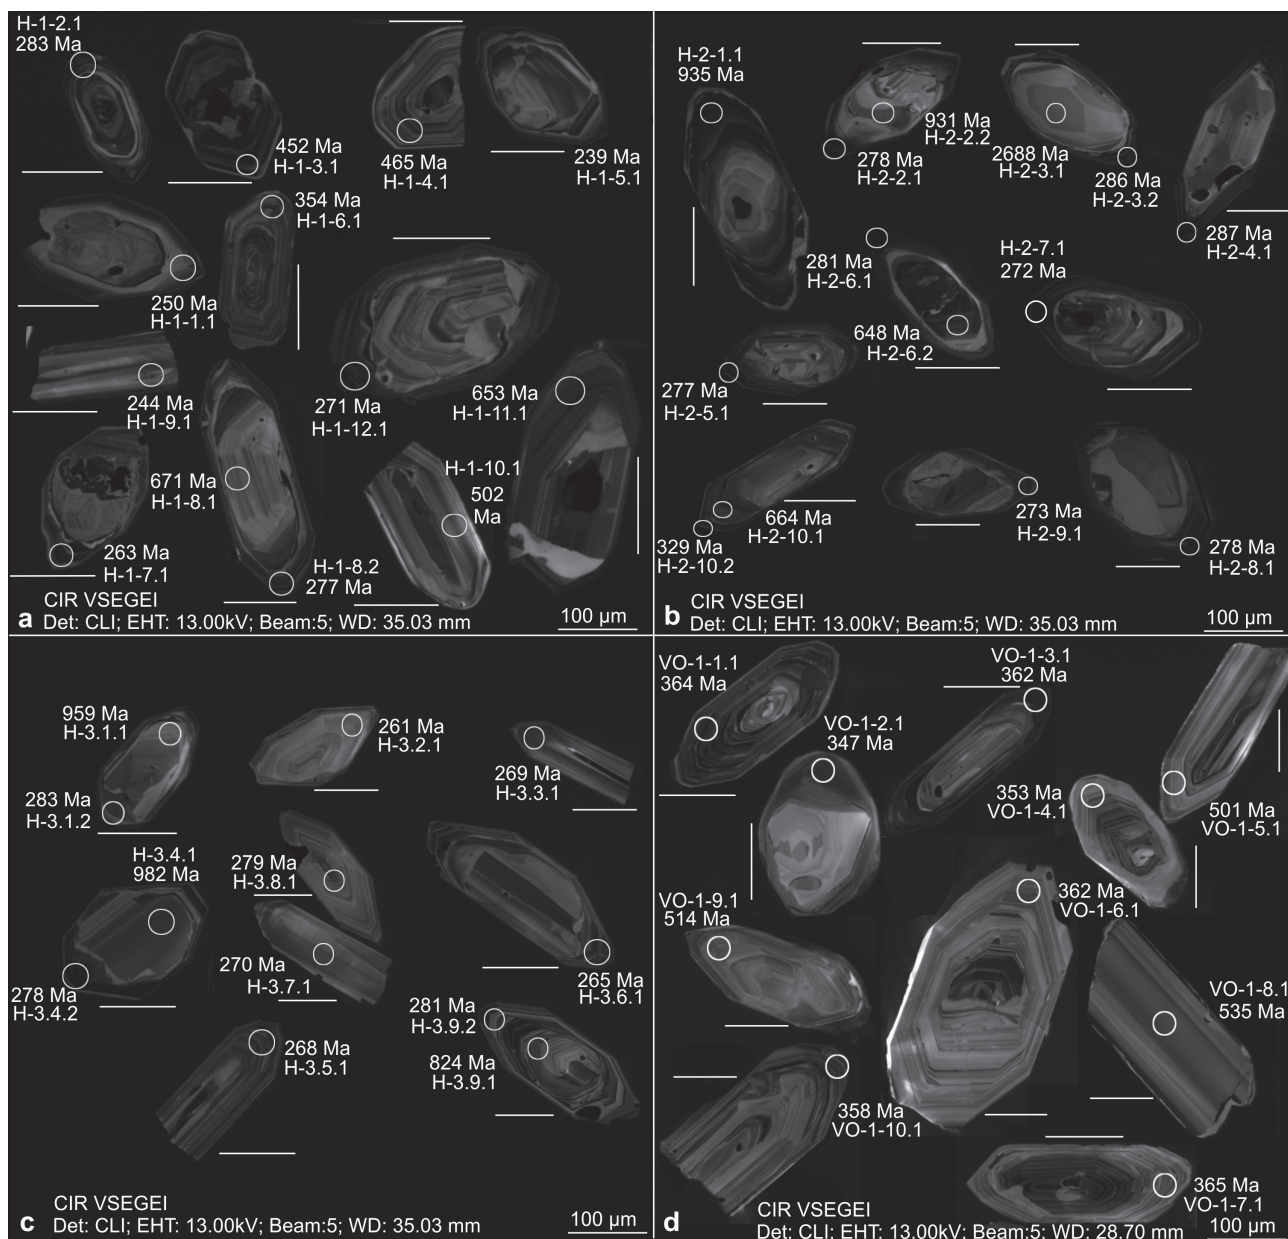 H-1-2.1
283 Ma
452 Ma
H-1-3.1
465 Ma
H-1-4.1
239 Ma
H-1-5.1
354 Ma
H-1-6.1
250 Ma
H-1-1.1
244 Ma
H-1-9.1
271 Ma
H-1-12.1
653 Ma
H-1-11.1
671 Ma
H-1-8.1
H-1-10.1
502
Ma
263 Ma
H-1-7.1
H-1-8.2
277 Ma
CIR VSEGEI
a Det: CLI; EHT: 13.00kV; Beam:5; WD: 35.03 mm
100 µm
H-2-1.1
935 Ma
931 Ma
H-2-2.2
278 Ma
H-2-2.1
2688 Ma
H-2-3.1
286 Ma
H-2-3.2
287 Ma
H-2-4.1
281 Ma
H-2-6.1
H-2-7.1
272 Ma
648 Ma
H-2-6.2
277 Ma
H-2-5.1
664 Ma
H-2-10.1
329 Ma
H-2-10.2
273 Ma
H-2-9.1
278 Ma
H-2-8.1
CIR VSEGEI
b Det: CLI; EHT: 13.00kV; Beam:5; WD: 35.03 mm
100 µm
959 Ma
H-3.1.1
261 Ma
H-3.2.1
269 Ma
H-3.3.1
283 Ma
H-3.1.2
H-3.4.1
982 Ma
279 Ma
H-3.8.1
270 Ma
H-3.7.1
265 Ma
H-3.6.1
278 Ma
H-3.4.2
281 Ma
H-3.9.2
268 Ma
H-3.5.1
824 Ma
H-3.9.1
CIR VSEGEI
c Det: CLI; EHT: 13.00kV; Beam:5; WD: 35.03 mm
100 µm
VO-1-1.1
364 Ma
VO-1-3.1
362 Ma
VO-1-2.1
347 Ma
353 Ma
VO-1-4.1
501 Ma
VO-1-5.1
VO-1-9.1
514 Ma
362 Ma
VO-1-6.1
VO-1-8.1
535 Ma
358 Ma
VO-1-10.1
365 Ma
VO-1-7.1
CIR VSEGEI
d Det: CLI; EHT: 13.00kV; Beam:5; WD: 28.70 mm
100 µm